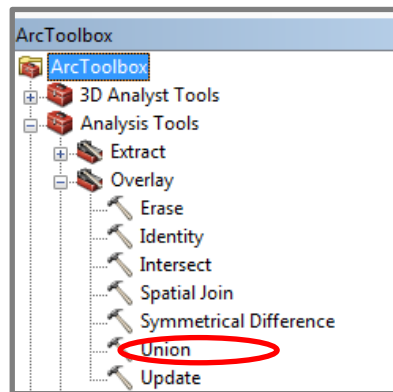 ArcToolbox
ArcToolbox
3D Analyst Tools
Analysis Tools
Extract
Overlay
Erase
Identity
Intersect
Spatial Join
Symmetrical Difference
Union
Update